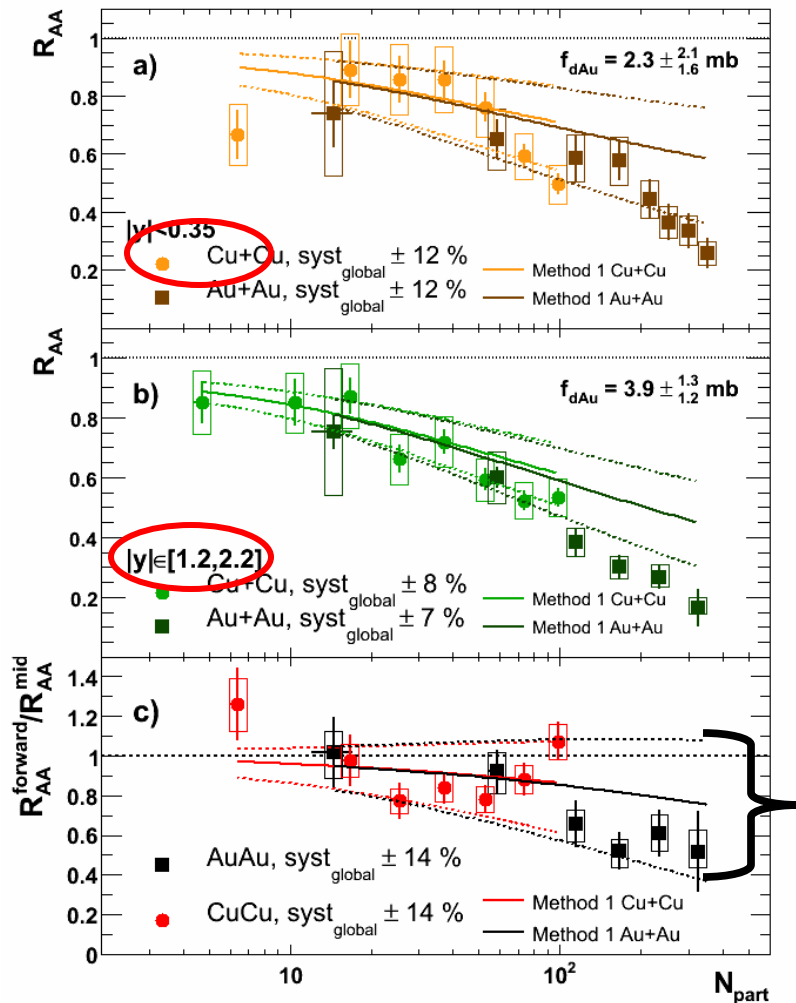 R_AA
1
0.8
0.6
0.4
0.2
a)
f_dAu = 2.3 ± 2.1 1.6 mb
|y|<0.35
Cu+Cu, syst_global ± 12 %
Au+Au, syst_global ± 12 %
Method 1 Cu+Cu
Method 1 Au+Au
R_AA
1
0.8
0.6
0.4
0.2
b)
f_dAu = 3.9 ± 1.3 1.2 mb
|y|∈[1.2,2.2]
Cu+Cu, syst_global ± 8 %
Au+Au, syst_global ± 7 %
Method 1 Cu+Cu
Method 1 Au+Au
R_AA^forward/R_AA^mid
1.4
1.2
1
0.8
0.6
0.4
0.2
0
c)
AuAu, syst_global ± 14 %
CuCu, syst_global ± 14 %
Method 1 Cu+Cu
Method 1 Au+Au
10
10^2
N_part